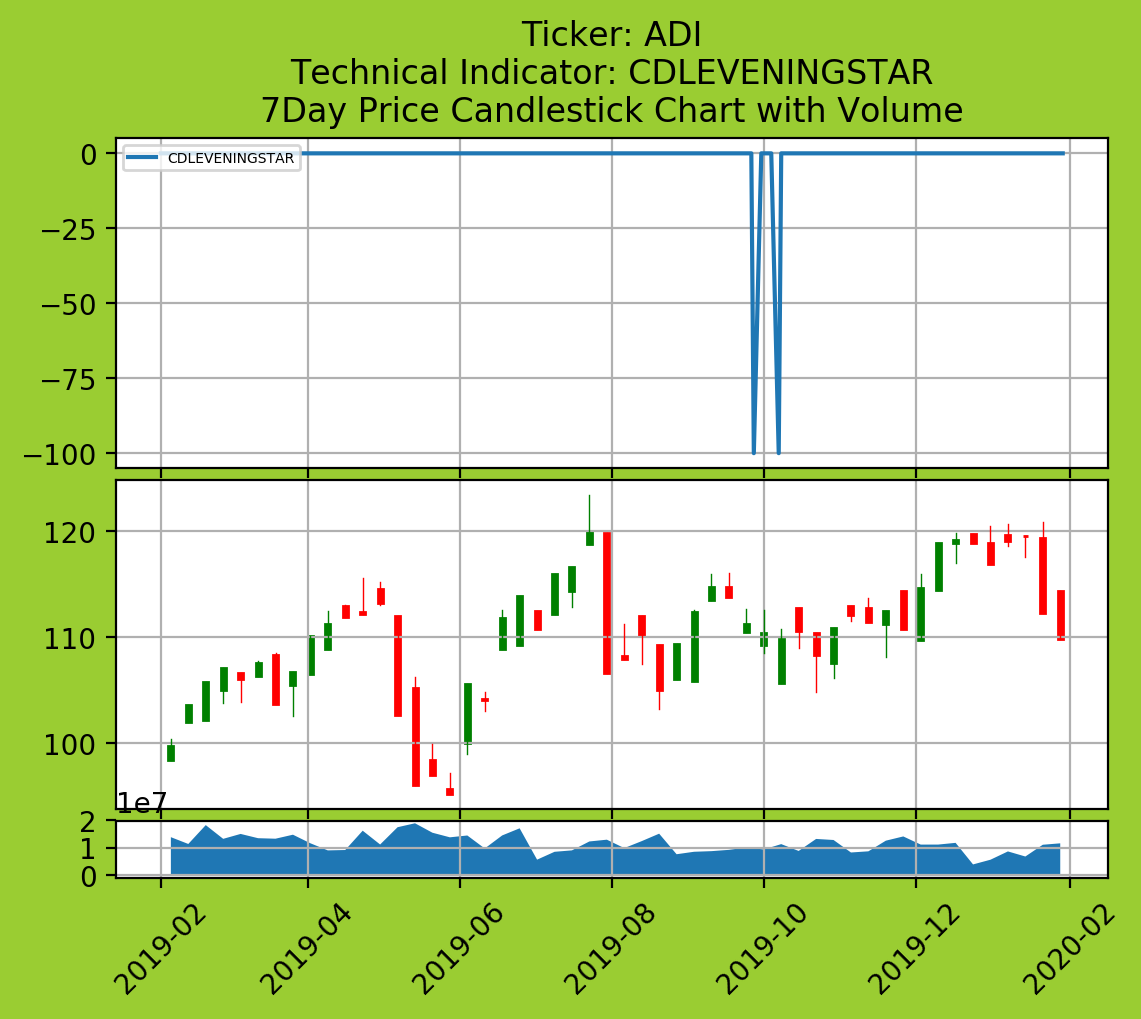 Ticker: ADI
Technical Indicator: CDLEVENINGSTAR
7Day Price Candlestick Chart with Volume
CDLEVENINGSTAR
0
−25
−50
−75
−100
120
110
100
1e7
2
1
0
2019-02 2019-04 2019-06 2019-08 2019-10 2019-12 2020-02